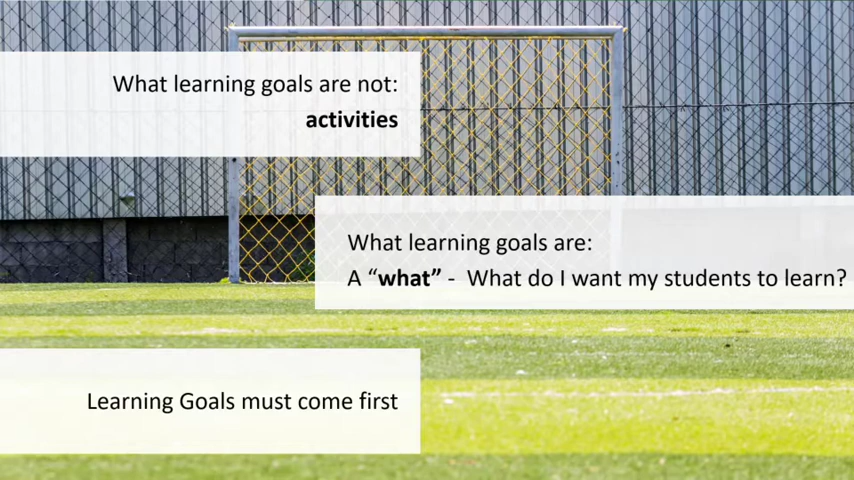 What learning goals are not:
activities
What learning goals are:
A “what” - What do I want my students to learn?
Learning Goals must come first